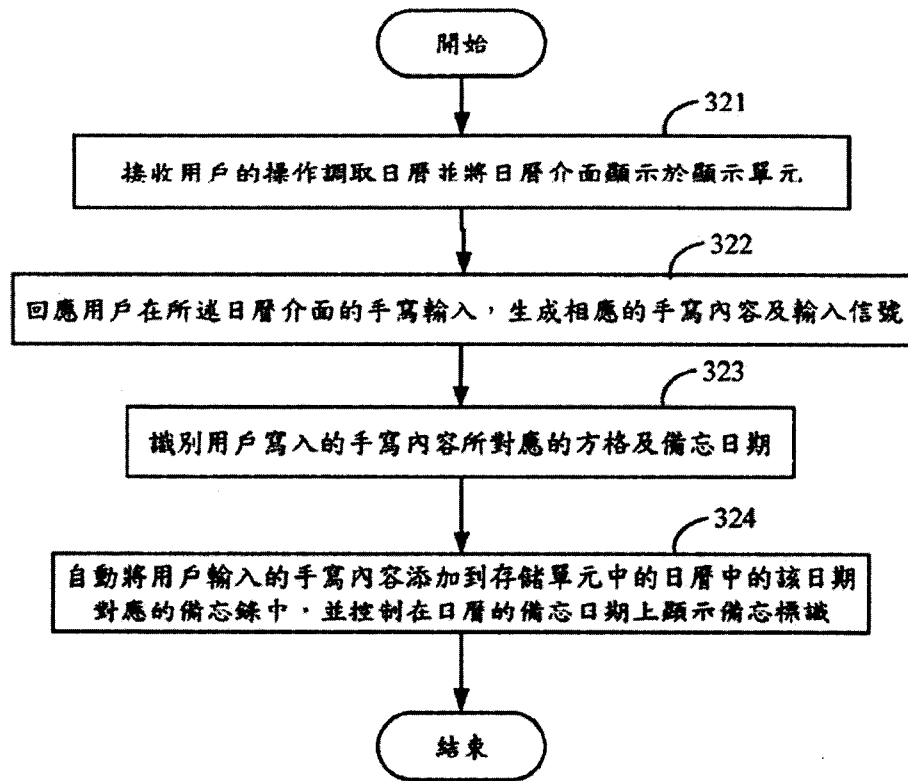 開始
321
接收用戶的操作調取日曆並將日曆介面顯示於顯示單元
322
回應用戶在所述日曆介面的手寫輸入，生成相應的手寫內容及輸入信號
323
識別用戶寫入的手寫內容所對應的方格及備忘日期
324
自動將用戶輸入的手寫內容添加到存儲單元中的日曆中的該日期
對應的備忘錄中，並控制在日曆的備忘日期上顯示備忘標識
結束